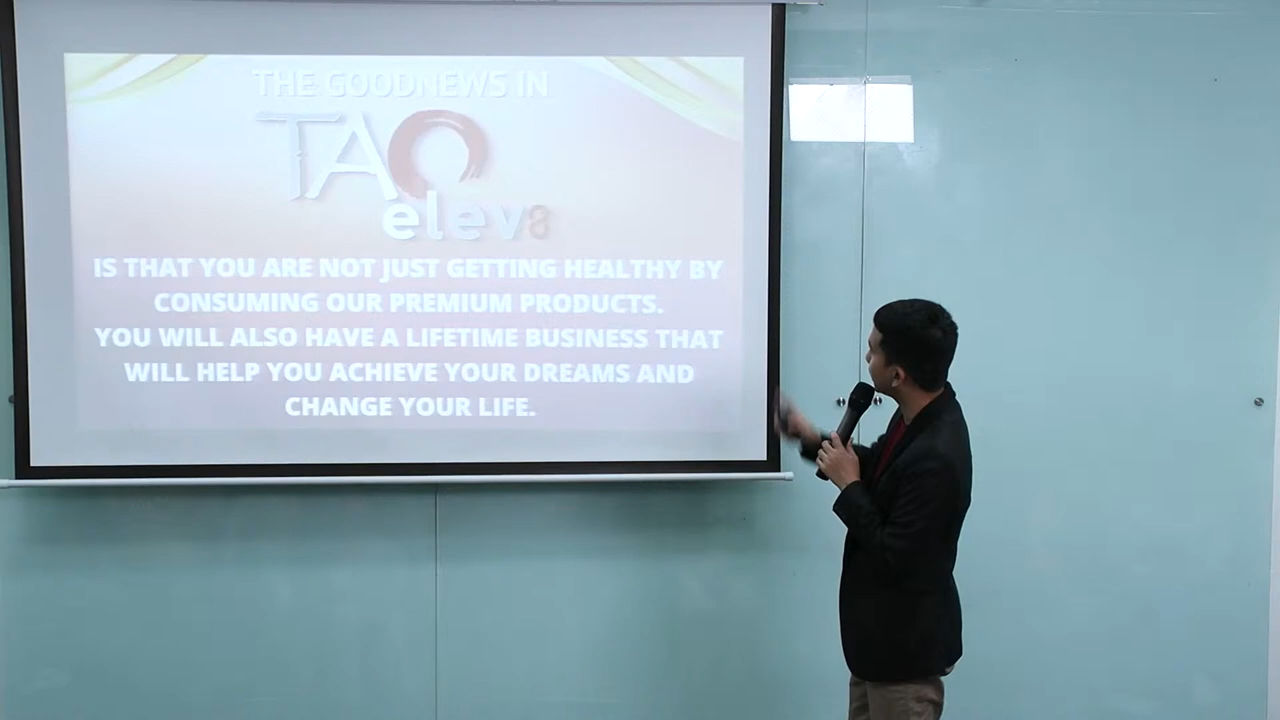 THE GOODNEWS IN
TAO
elev8
IS THAT YOU ARE NOT JUST GETTING HEALTHY BY
CONSUMING OUR PREMIUM PRODUCTS.
YOU WILL ALSO HAVE A LIFETIME BUSINESS THAT
WILL HELP YOU ACHIEVE YOUR DREAMS AND
CHANGE YOUR LIFE.